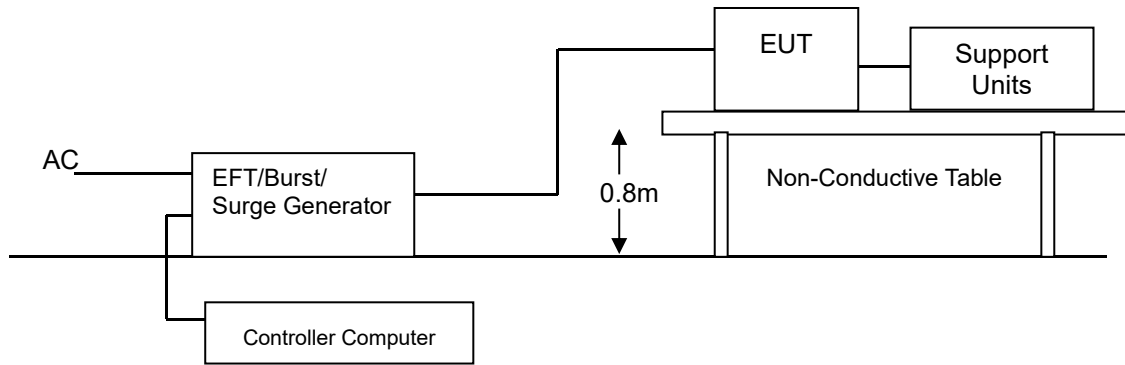 EUT
Support
Units
AC
EFT/Burst/
Surge Generator
0.8m
Non-Conductive Table
Controller Computer